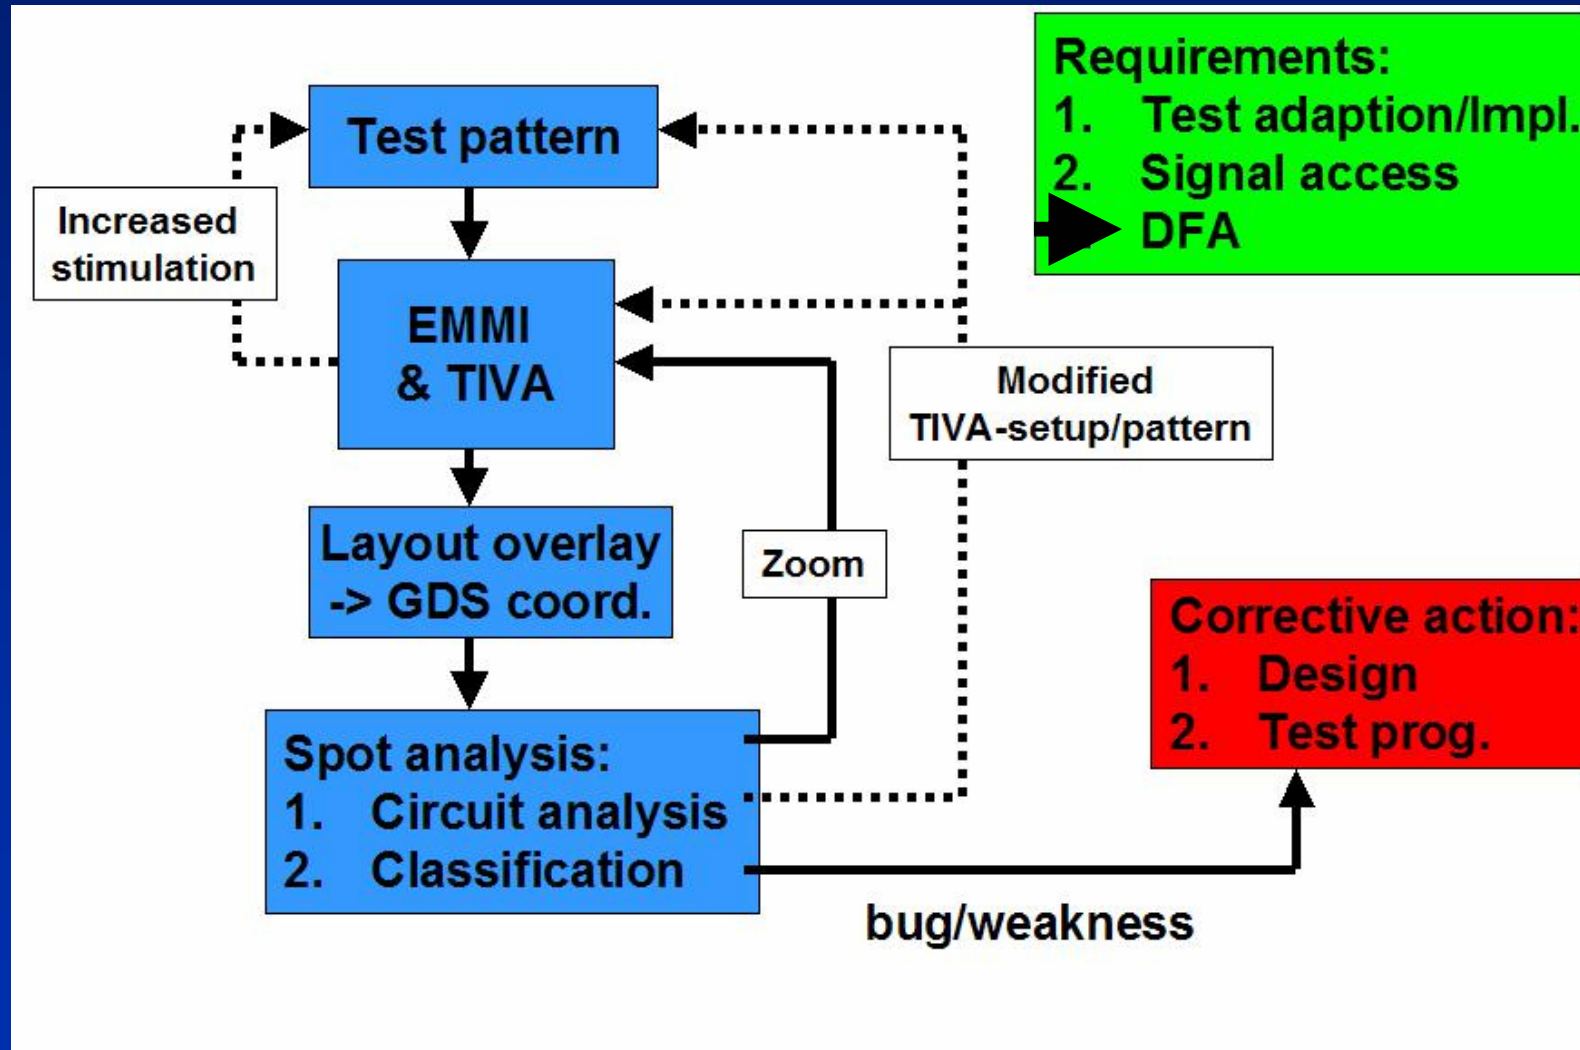 Requirements:
1. Test adaption/Impl.
2. Signal access
DFA
Test pattern
Increased
stimulation
EMMI
& TIVA
Modified
TIVA-setup/pattern
Layout overlay
-> GDS coord.
Zoom
Corrective action:
1. Design
2. Test prog.
Spot analysis:
1. Circuit analysis
2. Classification
bug/weakness